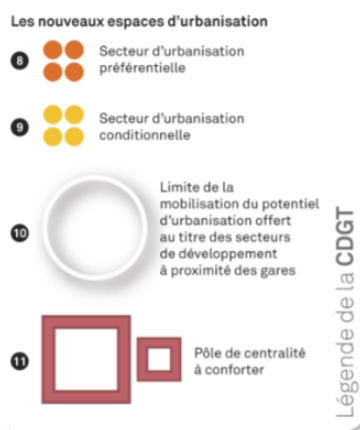 Les nouveaux espaces d'urbanisation
8 Secteur d'urbanisation
préférentielle
9 Secteur d'urbanisation
conditionnelle
10 Limite de la
mobilisation du potentiel
d'urbanisation offert
au titre des secteurs
de développement
à proximité des gares
11 Pôle de centralité
à conforter
Légende de la CDGT